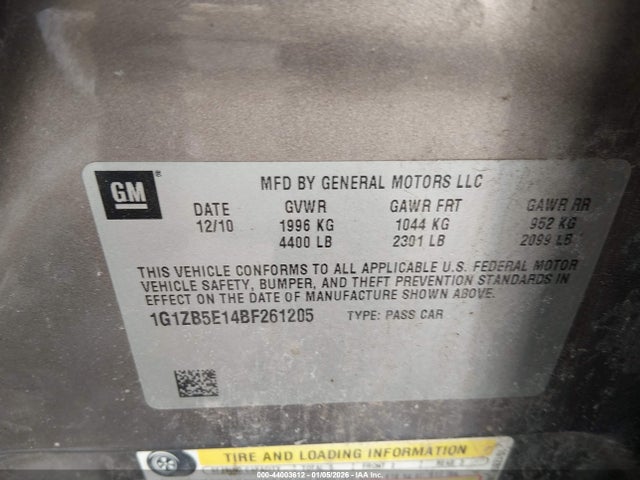 GM ®
MFD BY GENERAL MOTORS LLC
DATE GVWR GAWR FRT GAWR RR
12/10 1996 KG 1044 KG 952 KG
4400 LB 2301 LB 2099 LB
THIS VEHICLE CONFORMS TO ALL APPLICABLE U.S. FEDERAL MOTOR
VEHICLE SAFETY, BUMPER, AND THEFT PREVENTION STANDARDS IN
EFFECT ON THE DATE OF MANUFACTURE SHOWN ABOVE.
1G1ZB5E14BF261205 TYPE: PASS CAR
TIRE AND LOADING INFORMATION
000-44003612 - 01/05/2026 - IAA Inc.